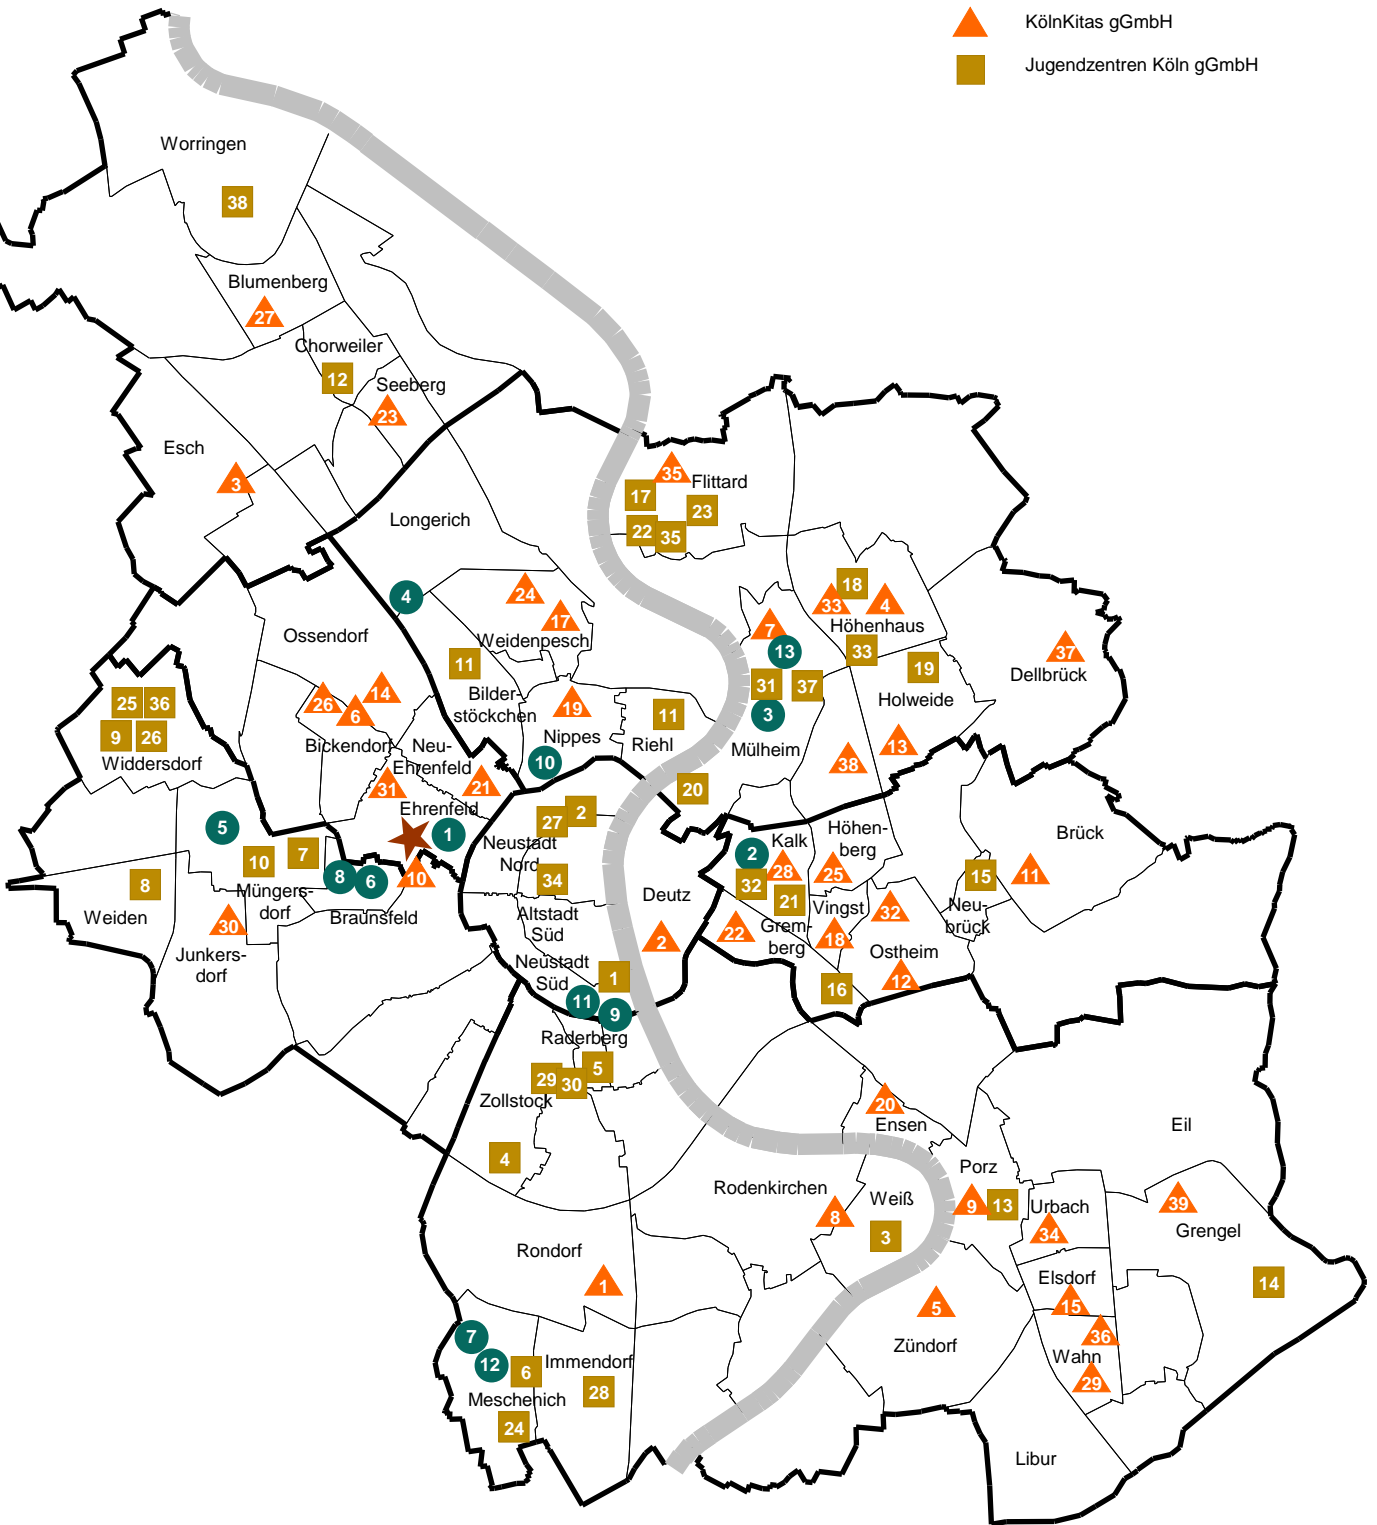 KölnKitas gGmbH
Jugendzentren Köln gGmbH
Worringen
38
Blumenberg
27
Chorweiler
12
Seeberg
23
Esch
3
35
Flittard
17
23
22
35
Longerich
4
24
17
Weidenpesch
18
33
4
Höhenhaus
7
13
33
37
Dellbrück
Ossendorf
11
Bilder-
stöckchen
31
37
3
Mülheim
19
Holweide
13
38
25
36
9
26
Widdersdorf
26
6
14
Bickendorf
Neu-
Ehrenfeld
31
21
Ehrenfeld
1
19
Nippes
10
11
Riehl
20
5
10
7
Müngers-
dorf
8
6
10
Braunsfeld
8
Weiden
30
Junkers-
dorf
2
27
Neustadt
Nord
34
Altstadt
Süd
Neustadt
Süd
1
11
9
Deutz
2
Kalk
2
28
32
21
22
Grem-
berg
Höhen-
berg
25
Vingst
18
32
Ostheim
12
16
Brück
15
11
Neu-
brück
Raderberg
5
29
30
Zollstock
4
20
Ensen
Eil
Porz
9
13
Rodenkirchen
8
Weiß
3
Urbach
34
39
Grengel
14
Rondorf
1
Elsdorf
15
5
Zündorf
36
Wahn
29
7
12
6
Immendorf
28
Meschenich
24
Libur